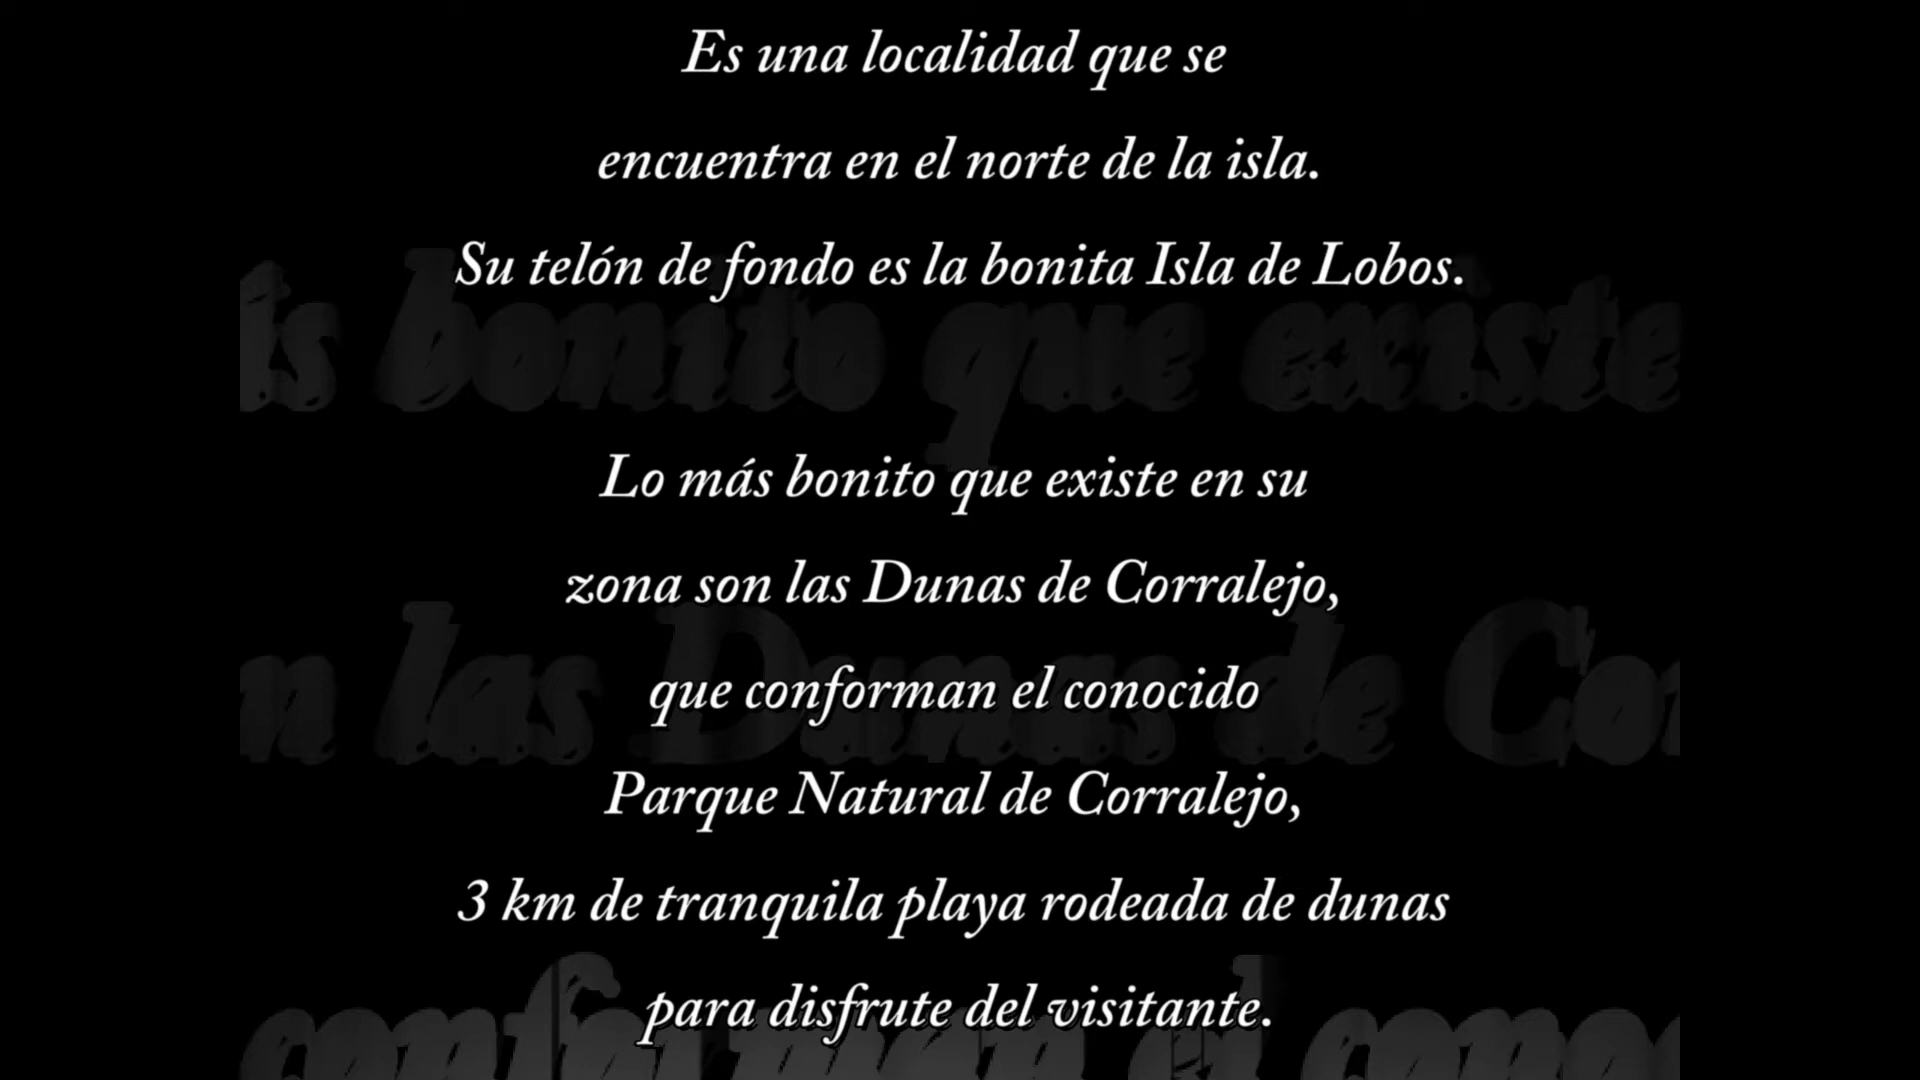 Es una localidad que se
encuentra en el norte de la isla.
Su telón de fondo es la bonita Isla de Lobos.
Lo más bonito que existe en su
zona son las Dunas de Corralejo,
que conforman el conocido
Parque Natural de Corralejo,
3 km de tranquila playa rodeada de dunas
para disfrute del visitante.